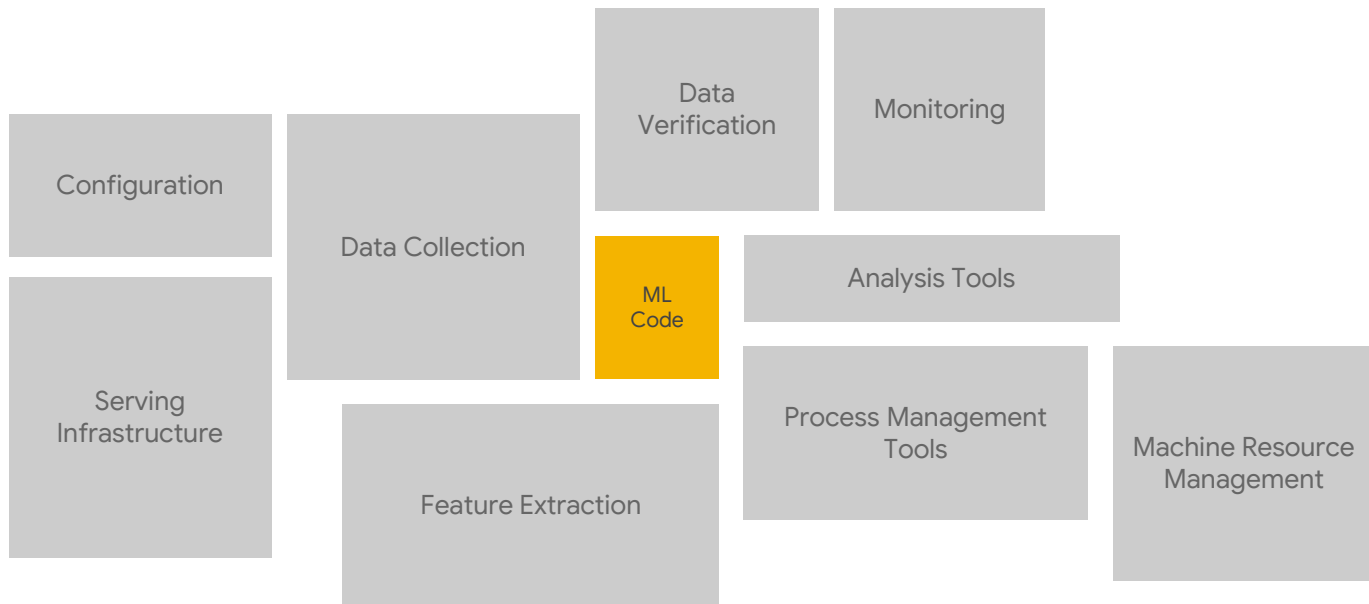 Data
Verification
Monitoring
Configuration
Data Collection
ML
Code
Analysis Tools
Serving
Infrastructure
Feature Extraction
Process Management
Tools
Machine Resource
Management